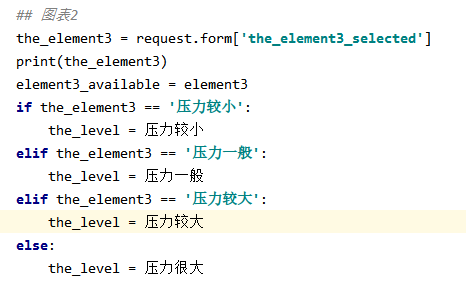 ## 图表2
the_element3 = request.form['the_element3_selected']
print(the_element3)
element3_available = element3
if the_element3 == '压力较小':
    the_level = 压力较小
elif the_element3 == '压力一般':
    the_level = 压力一般
elif the_element3 == '压力较大':
    the_level = 压力较大
else:
    the_level = 压力很大